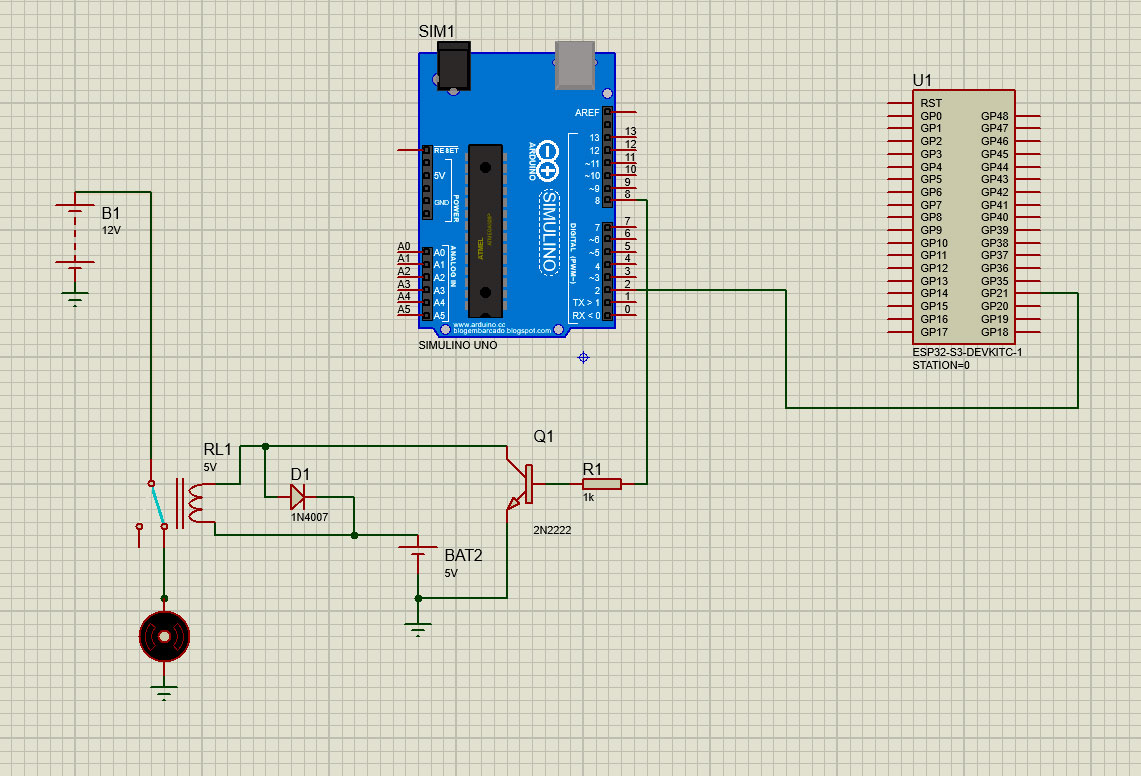 SIM1
AREF
13 13
12 12
~11 11
~10 10
~9 9
8 8
7 7
~6 6
~5 5
4 4
~3 3
2 2
TX > 1 1
RX < 0 0
RESET
5V
GND
POWER
A0 A0
A1 A1
A2 A2
A3 A3
A4 A4
A5 A5
ANALOG IN
ATMEL
ARDUINO
SIMULINO
DIGITAL (PWM~)
www.arduino.cc
blogembarcado.blogspot.com
SIMULINO UNO
U1
RST
GP0 GP48
GP1 GP47
GP2 GP46
GP3 GP45
GP4 GP44
GP5 GP43
GP6 GP42
GP7 GP41
GP8 GP40
GP9 GP39
GP10 GP38
GP11 GP37
GP12 GP36
GP13 GP35
GP14 GP21
GP15 GP20
GP16 GP19
GP17 GP18
ESP32-S3-DEVKITC-1
STATION=0
B1
12V
RL1
5V
D1
1N4007
Q1
2N2222
R1
1k
BAT2
5V